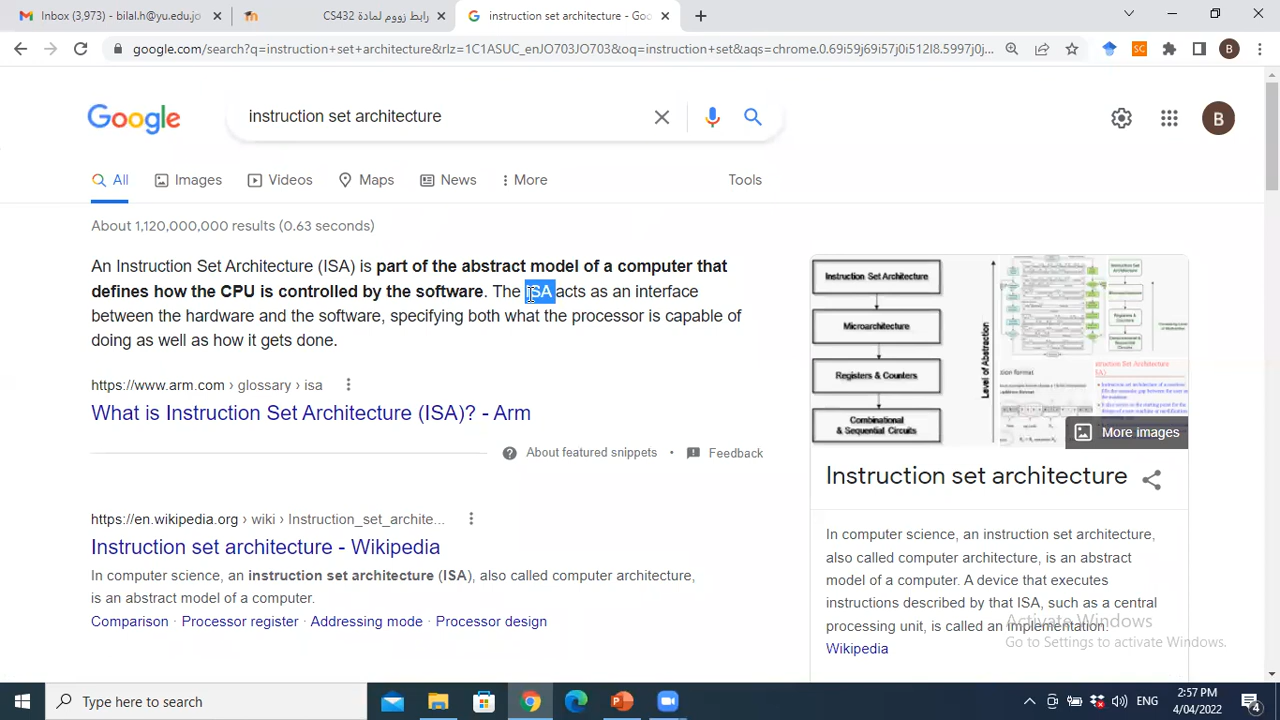 Inbox (3,973) - bilal.h@yu.edu.jo
رابط زووم لمادة CS432
instruction set architecture - Goo
google.com/search?q=instruction+set+architecture&rlz=1C1ASUC_enJO703JO703&oq=instruction+set&aqs=chrome.0.69i59j69i57j0i512l8.5997j0j...
SC
B
Google
instruction set architecture
B
All
Images
Videos
Maps
News
More
Tools
About 1,120,000,000 results (0.63 seconds)
An Instruction Set Architecture (ISA) is part of the abstract model of a computer that
defines how the CPU is controlled by the software. The ISA acts as an interface
between the hardware and the software, specifying both what the processor is capable of
doing as well as how it gets done.
https://www.arm.com › glossary › isa
What is Instruction Set Architecture (ISA)? - Arm
About featured snippets • Feedback
https://en.wikipedia.org › wiki › Instruction_set_archite...
Instruction set architecture - Wikipedia
In computer science, an instruction set architecture (ISA), also called computer architecture,
is an abstract model of a computer.
Comparison · Processor register · Addressing mode · Processor design
Instruction Set Architecture
Microarchitecture
Registers & Counters
Combinational
& Sequential Circuits
Level of Abstraction
More images
Instruction set architecture
In computer science, an instruction set architecture,
also called computer architecture, is an abstract
model of a computer. A device that executes
instructions described by that ISA, such as a central
processing unit, is called an implementation.
Wikipedia
Activate Windows
Go to Settings to activate Windows.
Type here to search
ENG
2:57 PM
4/04/2022
4